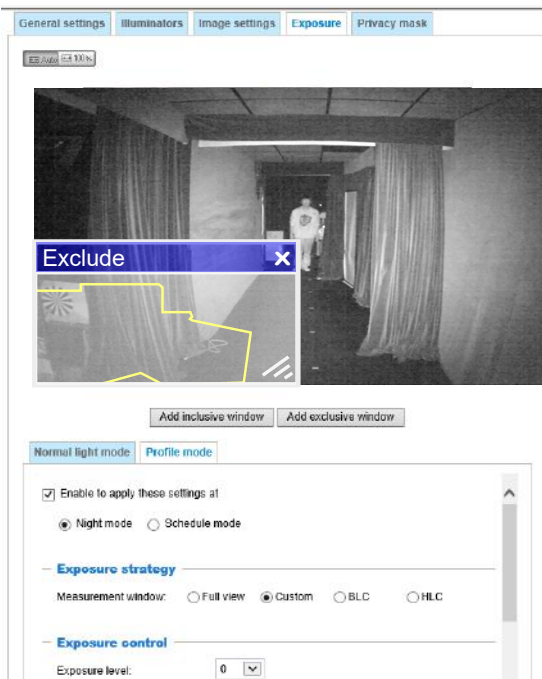 General settings Illuminators Image settings Exposure Privacy mask
Auto 100%
Exclude
Add inclusive window Add exclusive window
Normal light mode Profile mode
Enable to apply these settings at
Night mode Schedule mode
Exposure strategy
Measurement window: Full view Custom BLC HLC
Exposure control
Exposure level: 0